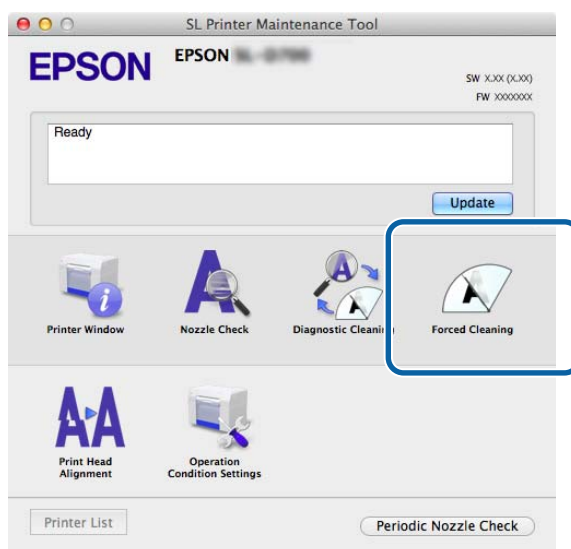 SL Printer Maintenance Tool
EPSON
EPSON
SW X.XX (X.XX)
FW XXXXXXX
Ready
Update
Printer Window
Nozzle Check
Diagnostic Cleaning
Forced Cleaning
Print Head
Alignment
Operation
Condition Settings
Printer List
Periodic Nozzle Check